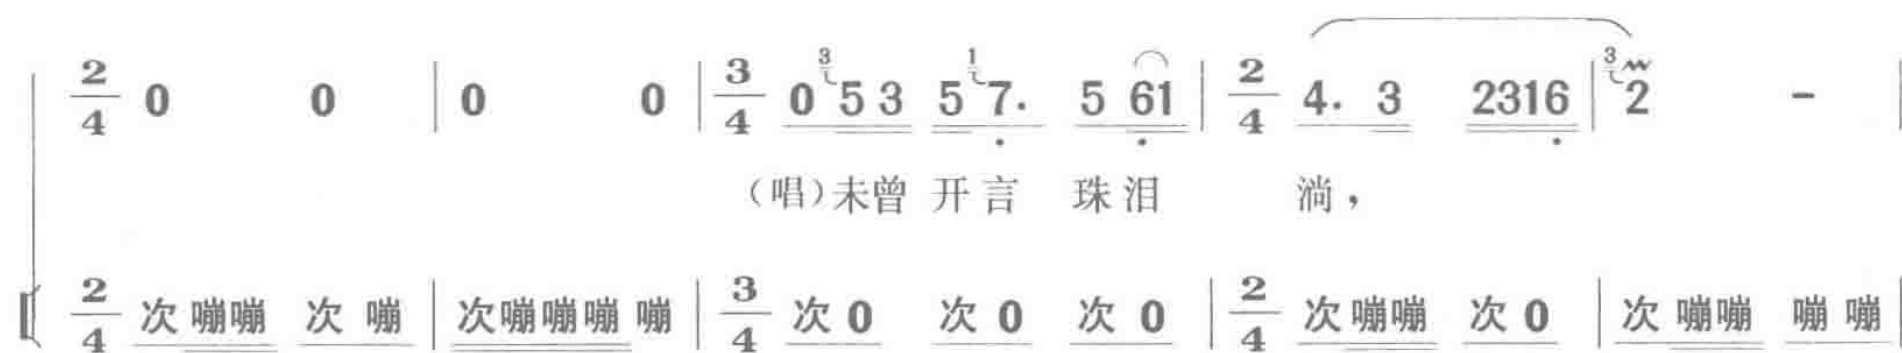 2/4 0 0 | 0 0 | 3/4 0 ³5 3 5 ¹7. 5 61 | 2/4 4. 3 2316 | ³2 - |
（唱）未曾 开言 珠泪 淌，
2/4 次 嘣嘣 次 嘣 | 次嘣嘣嘣 嘣 | 3/4 次 0 次 0 次 0 | 2/4 次 嘣嘣 次 0 | 次 嘣嘣 嘣 嘣 |